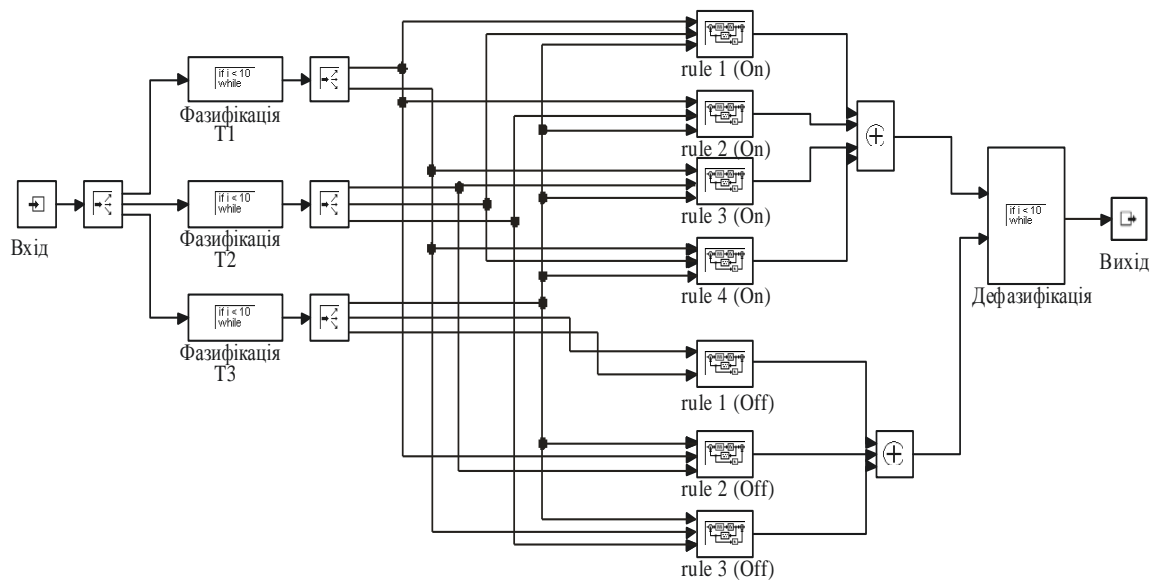 rule 1 (On)
if i < 10
while
Фазифікація
T1
rule 2 (On)
if i < 10
while
Вхід
Фазифікація
T2
rule 3 (On)
if i < 10
while
Вихід
rule 4 (On)
Дефазифікація
if i < 10
while
Фазифікація
T3
rule 1 (Off)
rule 2 (Off)
rule 3 (Off)